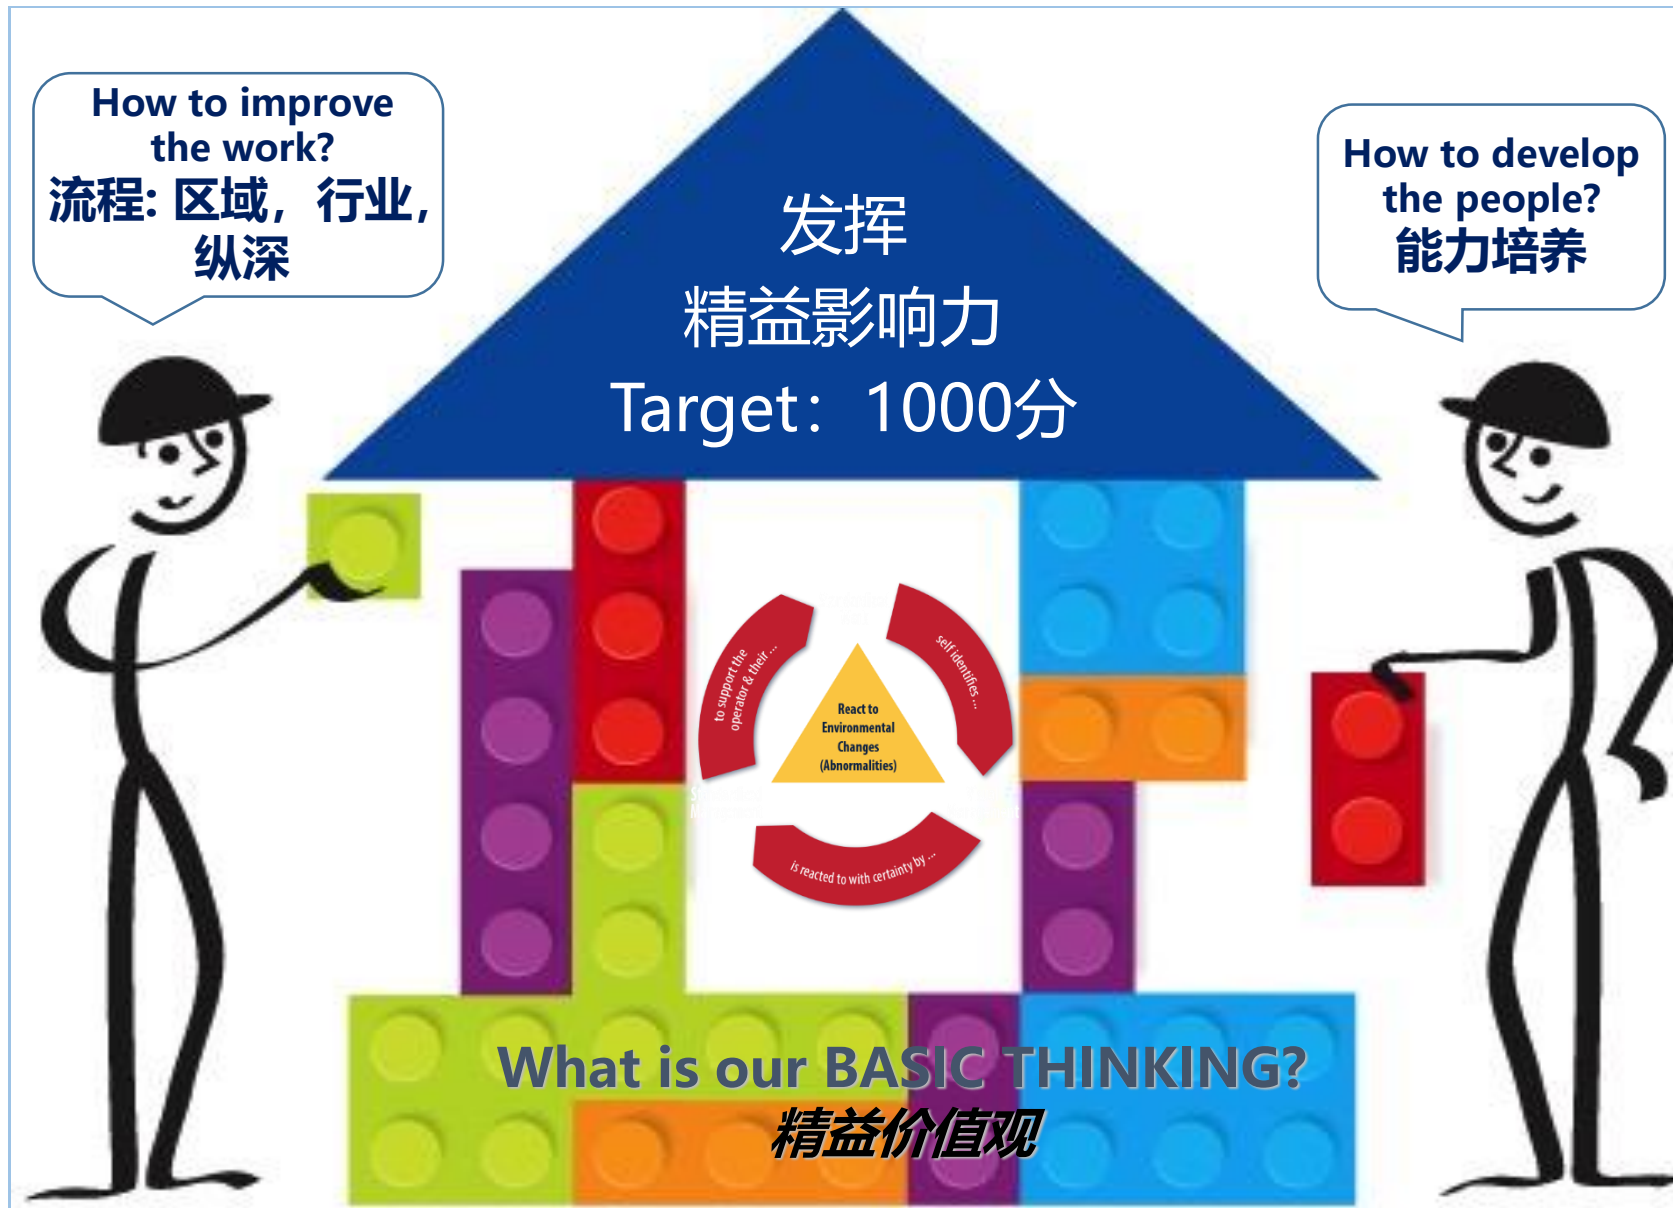 How to improve
the work?
流程: 区域，行业,
纵深
How to develop
the people?
能力培养
发挥
精益影响力
Target：1000分
to support the
operator & their ...
self identifies ...
React to
Environmental
Changes
(Abnormalities)
is reacted to with certainty by ...
What is our BASIC THINKING?
精益价值观